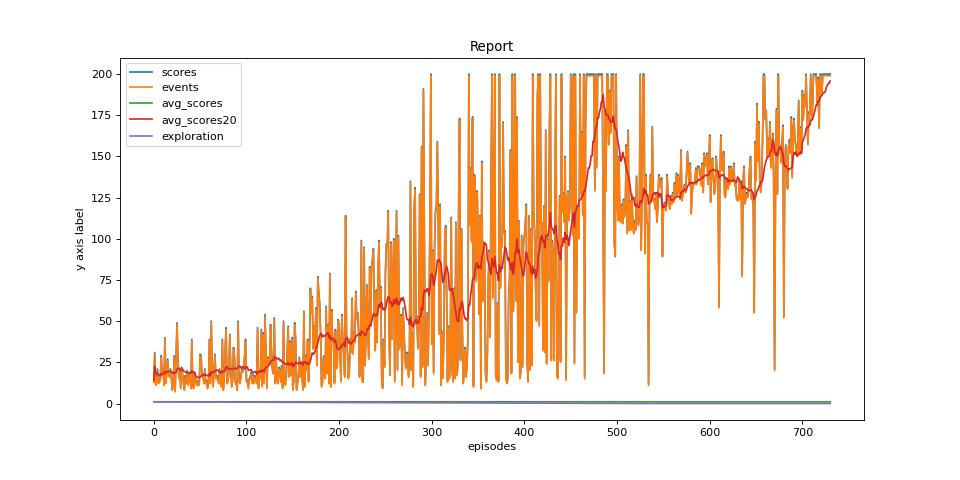 Report
scores
events
avg_scores
avg_scores20
exploration
y axis label
200
175
150
125
100
75
50
25
0
0 100 200 300 400 500 600 700
episodes